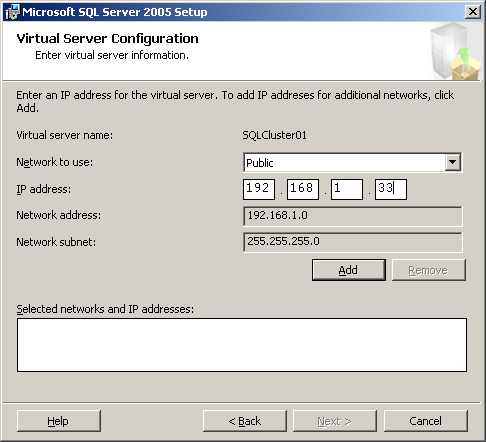 Microsoft SQL Server 2005 Setup
Virtual Server Configuration
Enter virtual server information.
Enter an IP address for the virtual server. To add IP addreses for additional networks, click
Add.
Virtual server name: SQLCluster01
Network to use: Public
IP address: 192 . 168 . 1 . 33
Network address: 192.168.1.0
Network subnet: 255.255.255.0
Add Remove
Selected networks and IP addresses:
Help < Back Next > Cancel